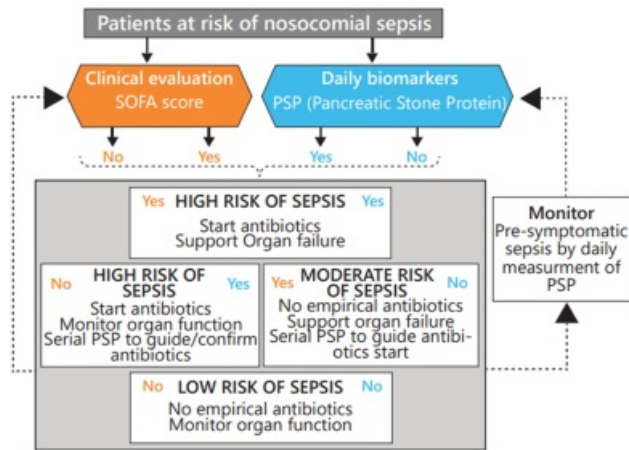 Patients at risk of nosocomial sepsis
Clinical evaluation
SOFA score
Daily biomarkers
PSP (Pancreatic Stone Protein)
No
Yes
Yes
No
Yes HIGH RISK OF SEPSIS Yes
Start antibiotics
Support Organ failure
No HIGH RISK OF Yes
SEPSIS
Start antibiotics
Monitor organ function
Serial PSP to guide/confirm
antibiotics
Yes MODERATE RISK No
OF SEPSIS
No empirical antibiotics
Support organ failure
Serial PSP to guide antibi-
otics start
No LOW RISK OF SEPSIS No
No empirical antibiotics
Monitor organ function
Monitor
Pre-symptomatic
sepsis by daily
measurment of
PSP